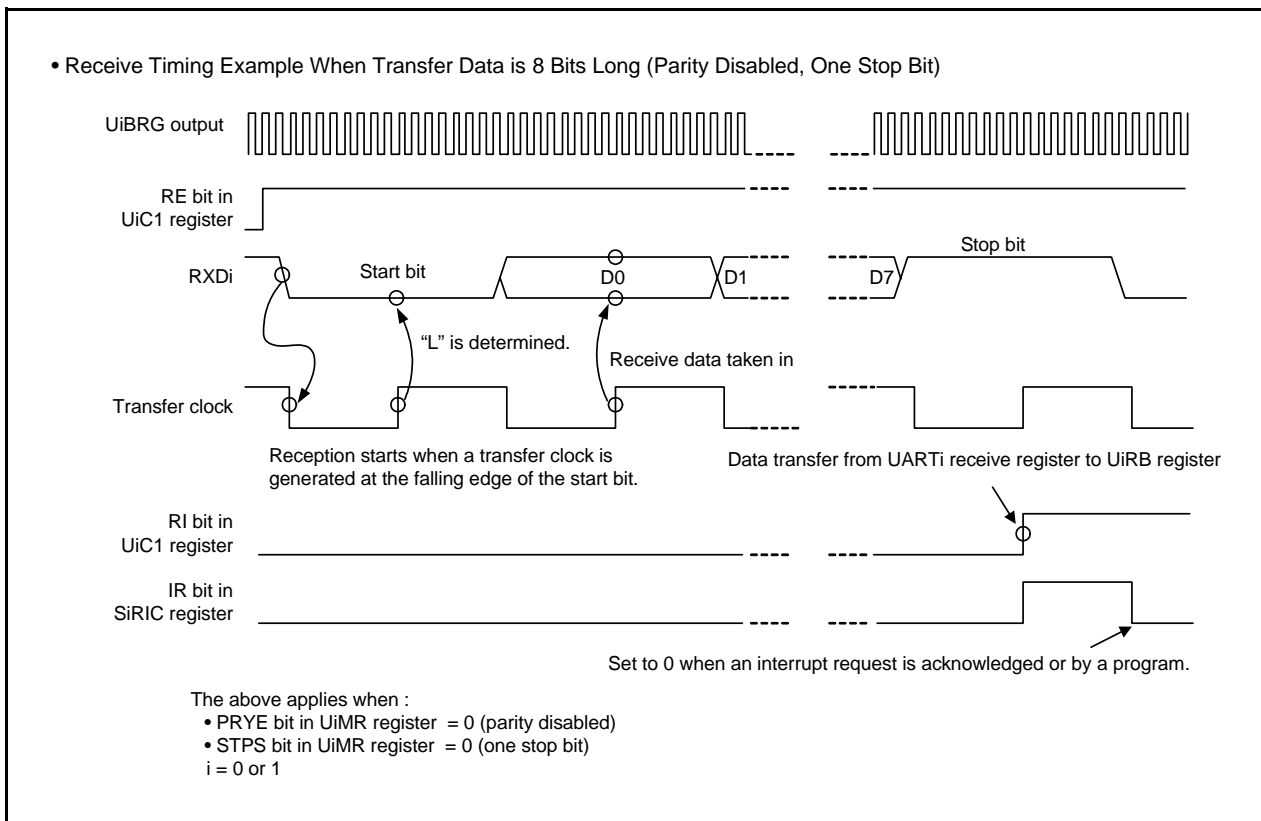 • Receive Timing Example When Transfer Data is 8 Bits Long (Parity Disabled, One Stop Bit)
UiBRG output
RE bit in
UiC1 register
RXDi
Start bit
D0
D1
D7
Stop bit
“L” is determined.
Receive data taken in
Transfer clock
Reception starts when a transfer clock is
generated at the falling edge of the start bit.
Data transfer from UARTi receive register to UiRB register
RI bit in
UiC1 register
IR bit in
SiRIC register
Set to 0 when an interrupt request is acknowledged or by a program.
The above applies when :
• PRYE bit in UiMR register = 0 (parity disabled)
• STPS bit in UiMR register = 0 (one stop bit)
i = 0 or 1